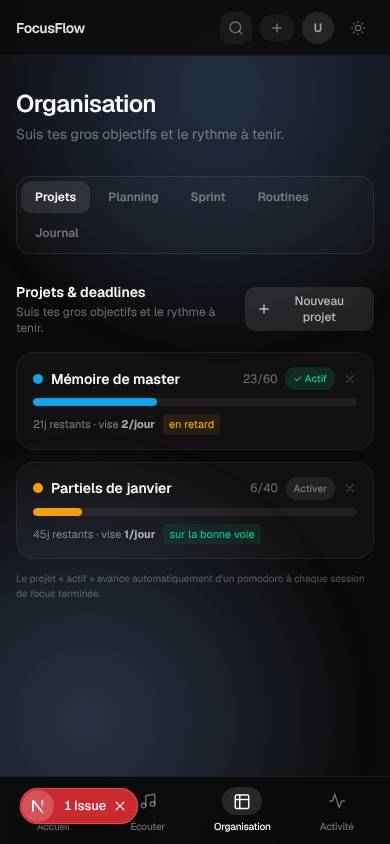 FocusFlow
U
Organisation
Suis tes gros objectifs et le rythme à tenir.
Projets Planning Sprint Routines
Journal
Projets & deadlines
Suis tes gros objectifs et le rythme à
tenir.
Nouveau
projet
Mémoire de master 23/60 ✓ Actif
21j restants · vise 2/jour en retard
Partiels de janvier 6/40 Activer
45j restants · vise 1/jour sur la bonne voie
Le projet « actif » avance automatiquement d'un pomodoro à chaque session
de focus terminée.
N 1 Issue
Accueil Écouter Organisation Activité